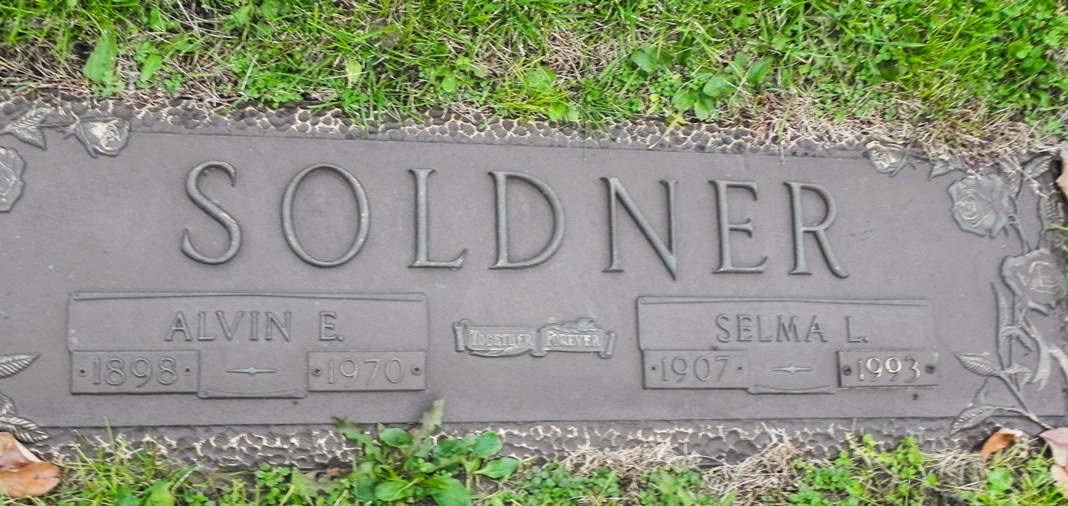 SOLDNER
ALVIN E.
1898 - 1970
TOGETHER FOREVER
SELMA L.
1907 - 1993